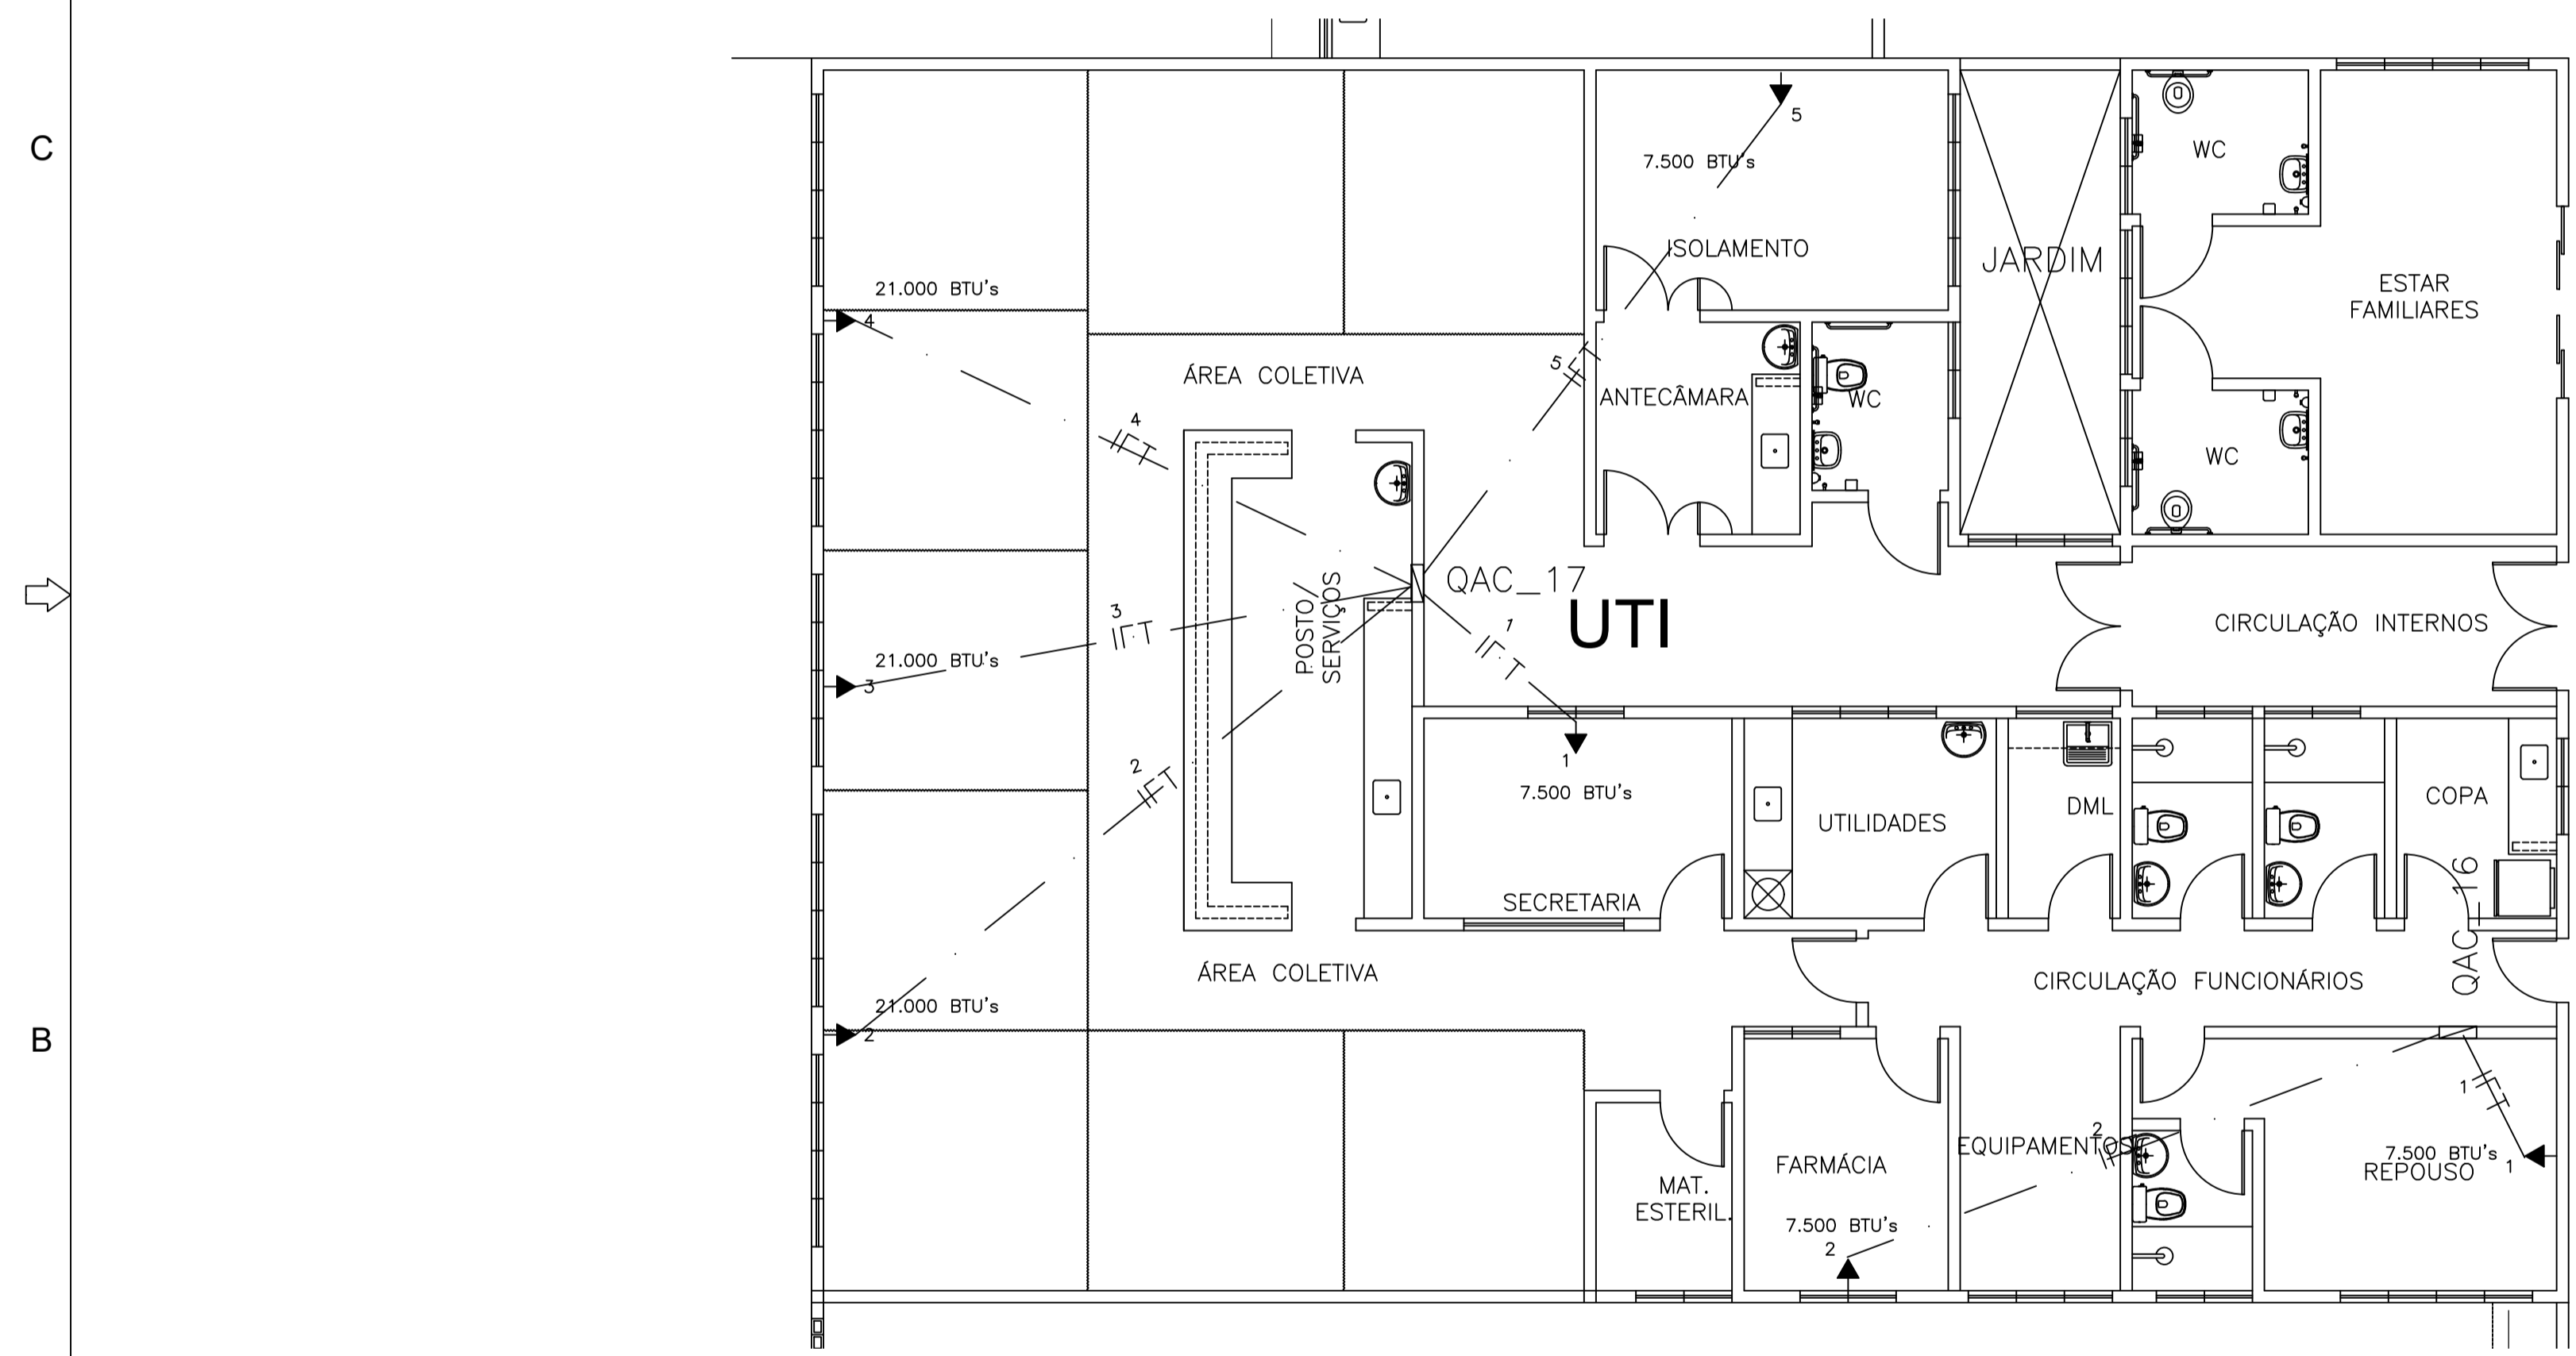 C
5
7.500 BTU's
WC
ISOLAMENTO
JARDIM
ESTAR
FAMILIARES
21.000 BTU's
4
ÁREA COLETIVA
5
ANTECÂMARA
WC
4
WC
QAC_17
UTI
3
POSTO
SERVIÇOS
1
CIRCULAÇÃO INTERNOS
21.000 BTU's
3
1
7.500 BTU's
2
UTILIDADES
DML
COPA
SECRETARIA
QAC_16
ÁREA COLETIVA
CIRCULAÇÃO FUNCIONÁRIOS
21.000 BTU's
2
B
1
2
EQUIPAMENTOS
7.500 BTU's
1
REPOUSO
FARMÁCIA
MAT.
ESTERIL.
7.500 BTU's
2